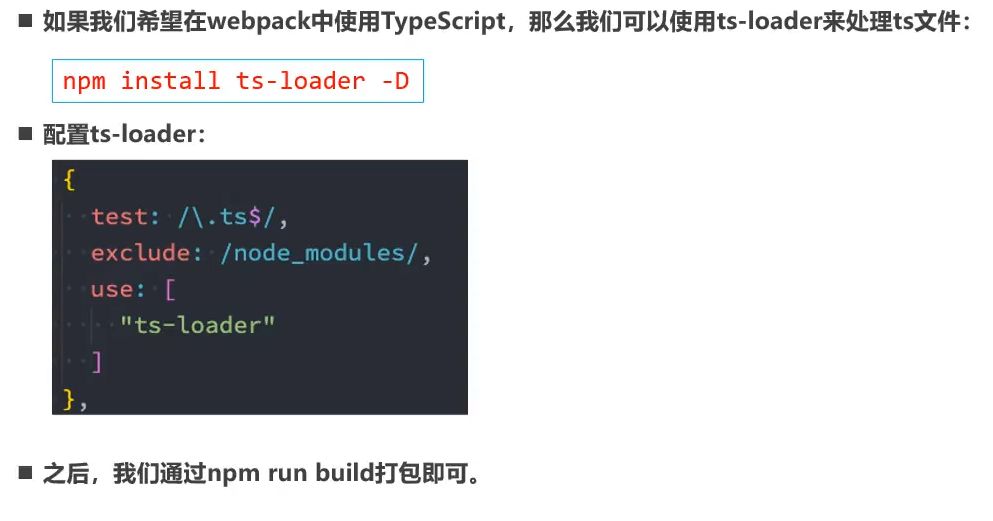 ■ 如果我们希望在webpack中使用TypeScript，那么我们可以使用ts-loader来处理ts文件：
npm install ts-loader -D
■ 配置ts-loader：
{
  test: /\.ts$/,
  exclude: /node_modules/,
  use: [
    "ts-loader"
  ]
},
■ 之后，我们通过npm run build打包即可。